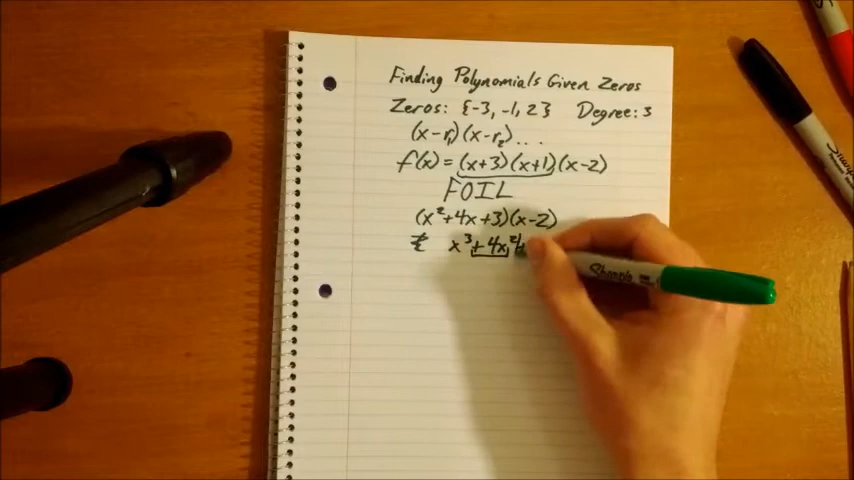 Finding Polynomials Given Zeros
Zeros: {-3, -1, 2} Degree: 3
(x-r₁)(x-r₂)...
f(x) = (x+3)(x+1)(x-2)
FOIL
(x²+4x+3)(x-2)
x³+4x²
Sharpie